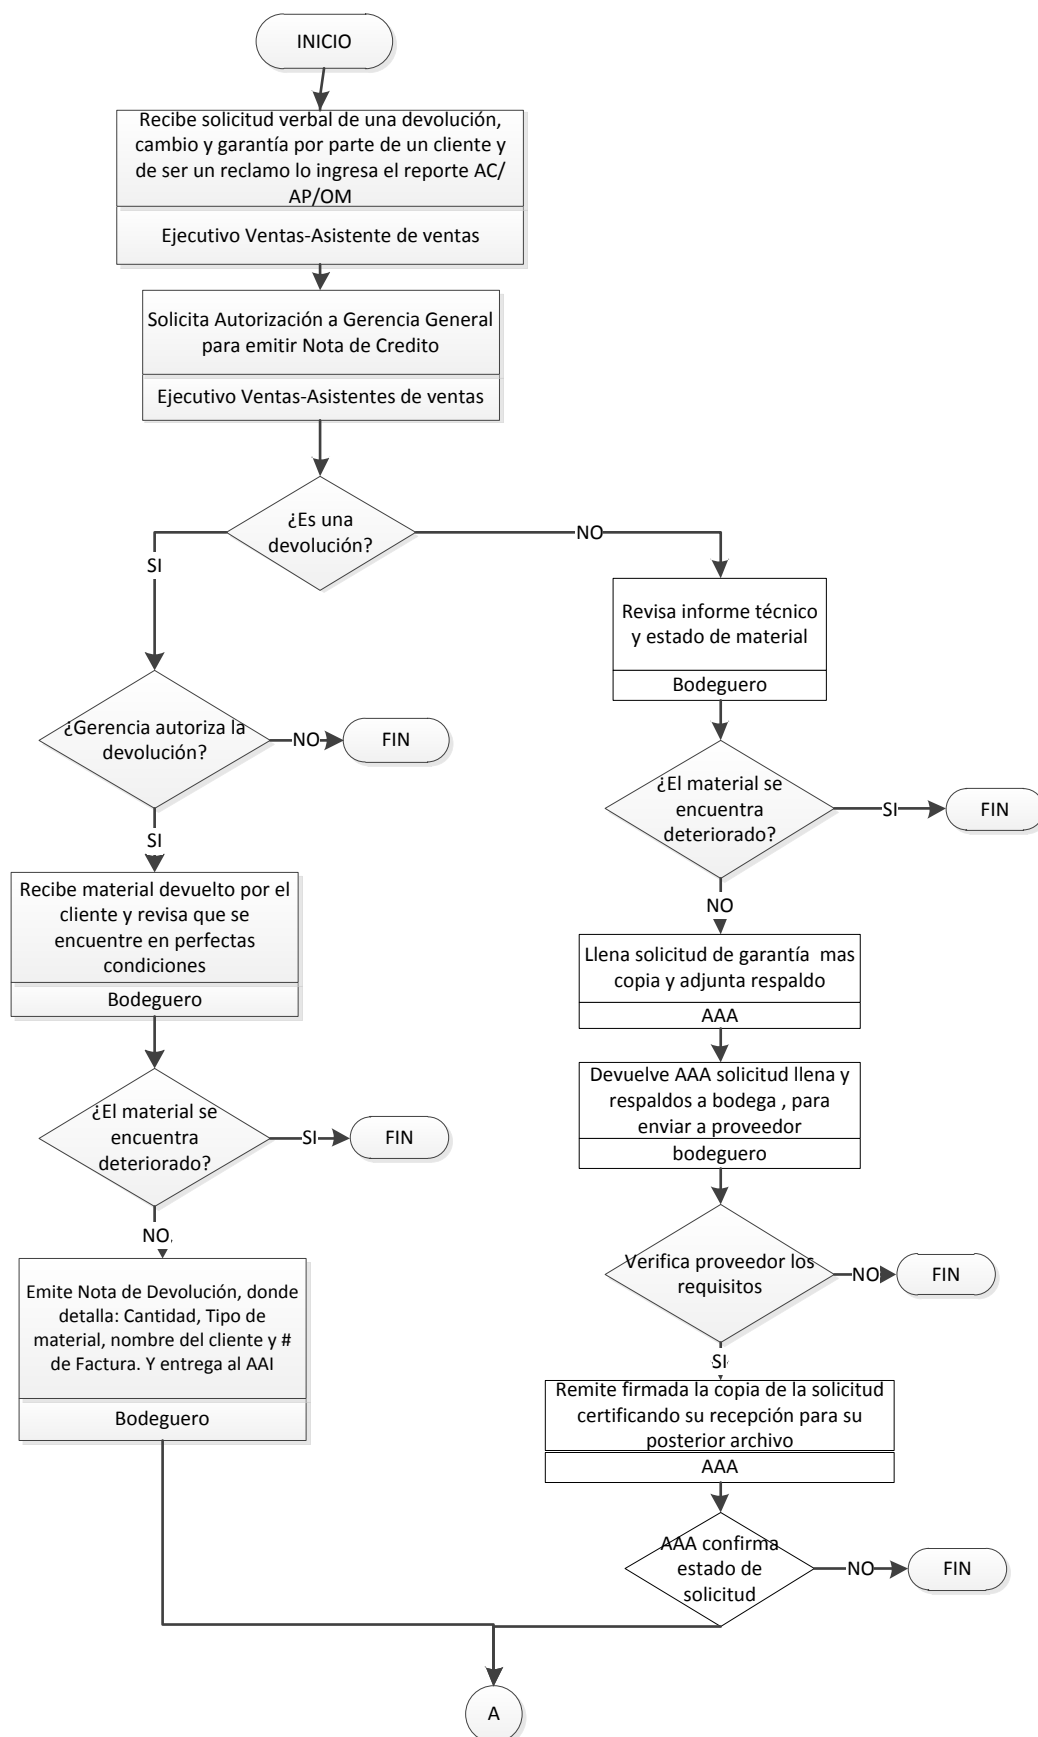 INICIO
Recibe solicitud verbal de una devolución,
cambio y garantía por parte de un cliente y
de ser un reclamo lo ingresa el reporte AC/
AP/OM
Ejecutivo Ventas-Asistente de ventas
Solicita Autorización a Gerencia General
para emitir Nota de Credito
Ejecutivo Ventas-Asistentes de ventas
¿Es una
devolución?
SI
NO
¿Gerencia autoriza la
devolución?
NO
FIN
SI
Recibe material devuelto por el
cliente y revisa que se
encuentre en perfectas
condiciones
Bodeguero
¿El material se
encuentra
deteriorado?
SI
FIN
NO
Emite Nota de Devolución, donde
detalla: Cantidad, Tipo de
material, nombre del cliente y #
de Factura. Y entrega al AAI
Bodeguero
Revisa informe técnico
y estado de material
Bodeguero
¿El material se
encuentra
deteriorado?
SI
FIN
NO
Llena solicitud de garantía  mas
copia y adjunta respaldo
AAA
Devuelve AAA solicitud llena y
respaldos a bodega , para
enviar a proveedor
bodeguero
Verifica proveedor los
requisitos
NO
FIN
SI
Remite firmada la copia de la solicitud
certificando su recepción para su
posterior archivo
AAA
AAA confirma
estado de
solicitud
NO
FIN
A